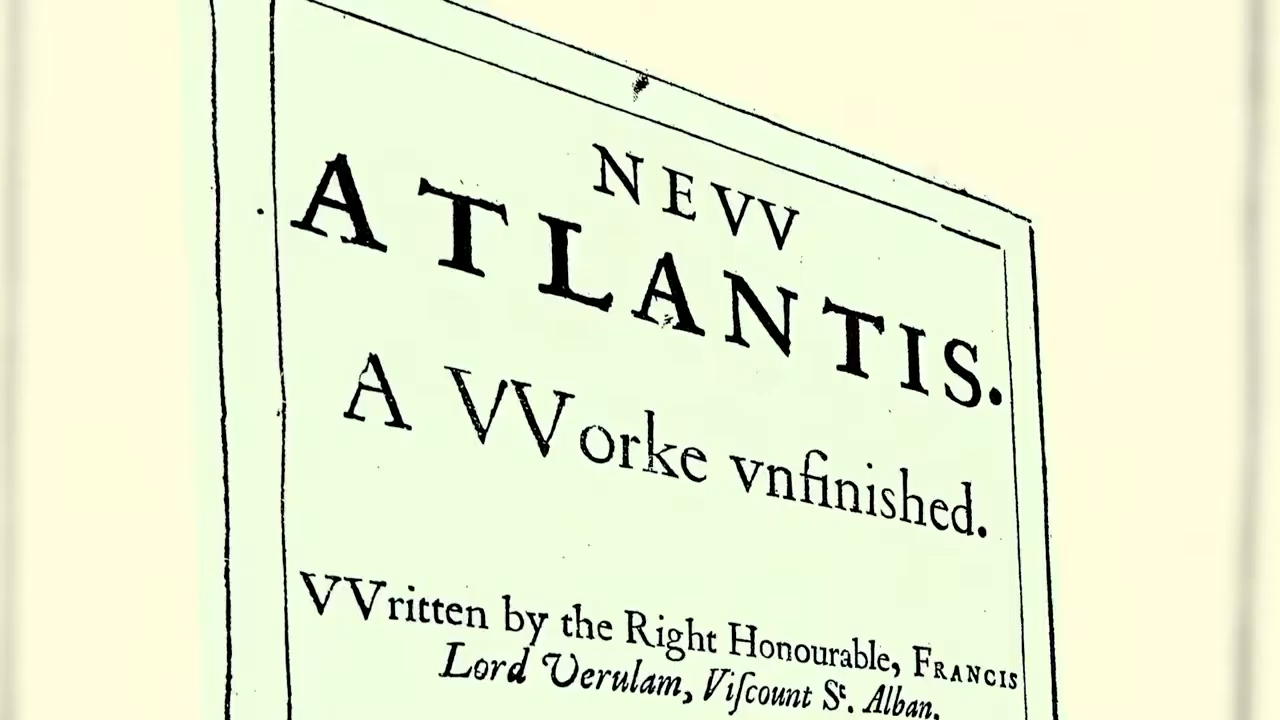 NEVV
ATLANTIS.
A VVorke vnfinished.
VVritten by the Right Honourable, FRANCIS
Lord Verulam, Viſcount Sᵗ. Alban.